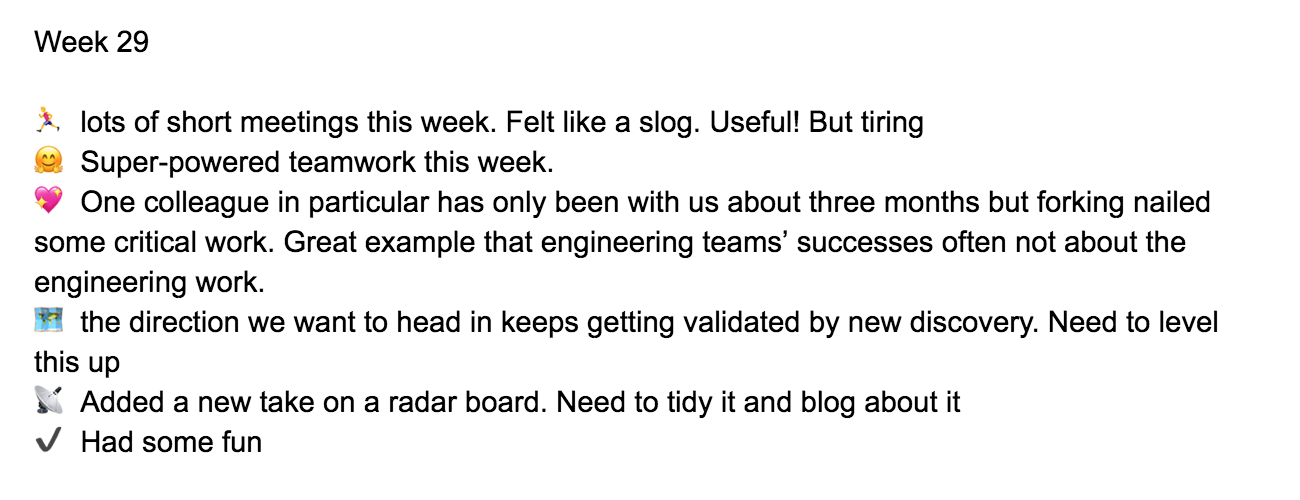 Week 29
🏃‍♀️ lots of short meetings this week. Felt like a slog. Useful! But tiring
🤗 Super-powered teamwork this week.
💖 One colleague in particular has only been with us about three months but forking nailed
some critical work. Great example that engineering teams’ successes often not about the
engineering work.
🗺️ the direction we want to head in keeps getting validated by new discovery. Need to level
this up
📡 Added a new take on a radar board. Need to tidy it and blog about it
✔️ Had some fun